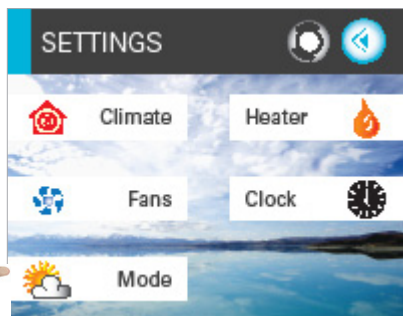 SETTINGS
Climate
Heater
Fans
Clock
Mode